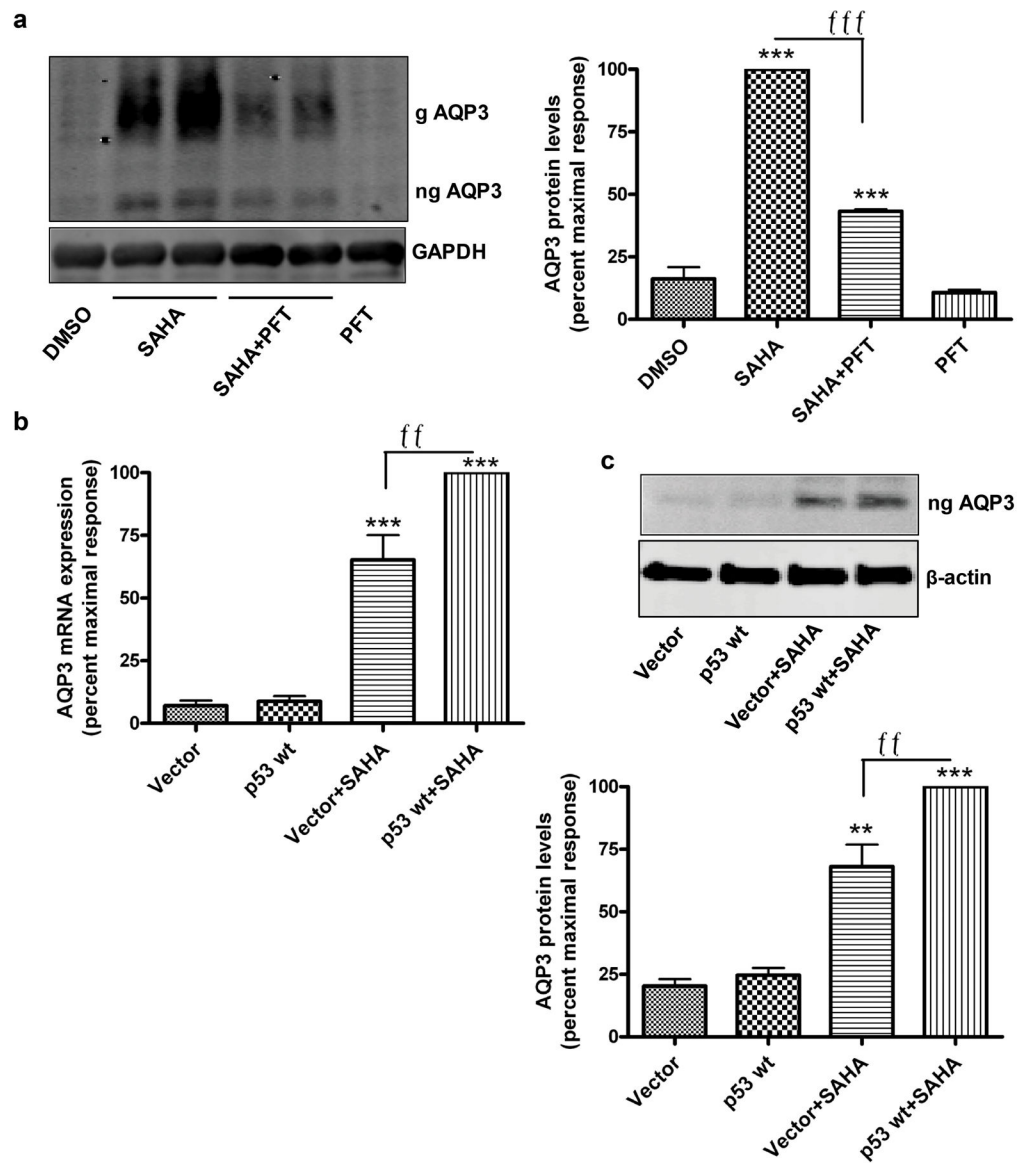 a
g AQP3
ng AQP3
GAPDH
DMSO
SAHA
SAHA+PFT
PFT
ƒƒƒ
***
***
AQP3 protein levels
(percent maximal response)
100
75
50
25
0
DMSO
SAHA
SAHA+PFT
PFT
b
ƒƒ
***
***
AQP3 mRNA expression
(percent maximal response)
100
75
50
25
0
Vector
p53 wt
Vector+SAHA
p53 wt+SAHA
c
ng AQP3
β-actin
Vector
p53 wt
Vector+SAHA
p53 wt+SAHA
ƒƒ
***
**
AQP3 protein levels
(percent maximal response)
100
75
50
25
0
Vector
p53 wt
Vector+SAHA
p53 wt+SAHA